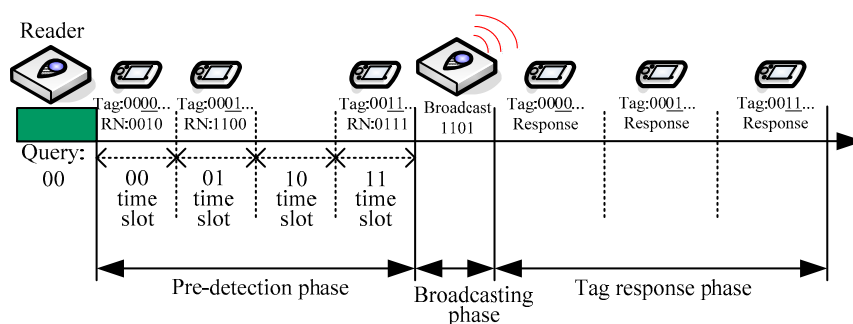 Reader
Tag:0000... Tag:0001... Tag:0011... Broadcast Tag:0000... Tag:0001... Tag:0011...
RN:0010 RN:1100 RN:0111 1101 Response Response Response
Query:
00
00 01 10 11
time time time time
slot slot slot slot
Pre-detection phase Broadcasting Tag response phase
phase